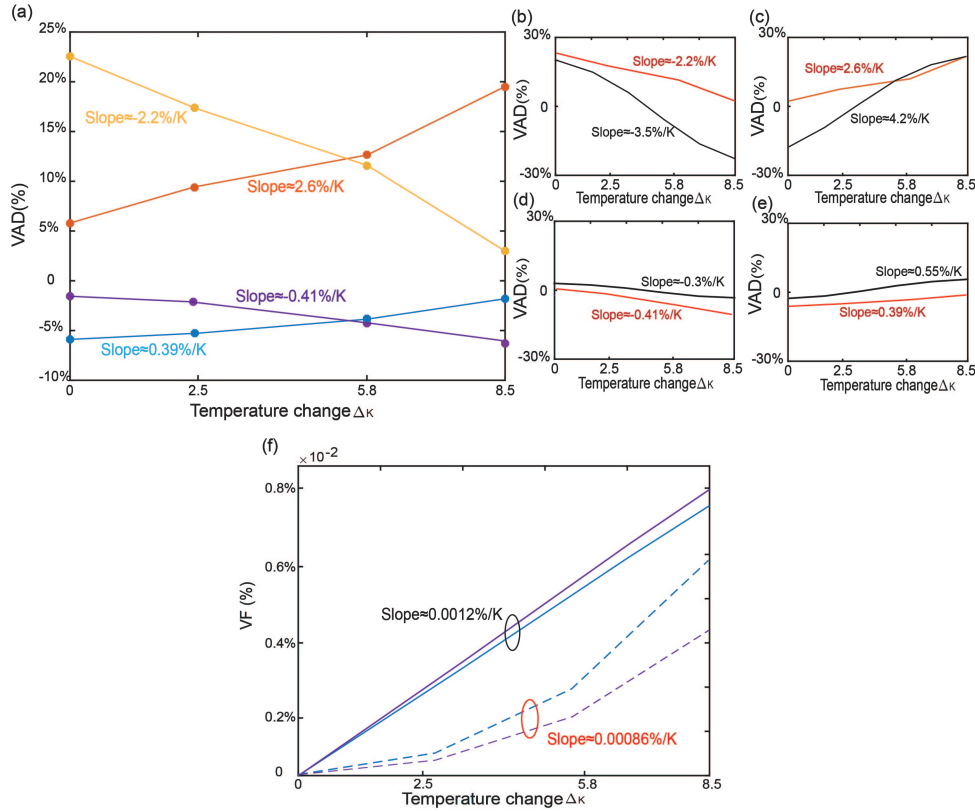 (a)
25%
20%
15%
10%
5%
0
-5%
-10%
VAD(%)
Slope≈-2.2%/K
Slope≈2.6%/K
Slope≈-0.41%/K
Slope≈0.39%/K
0 2.5 5.8 8.5
Temperature change Δκ
(b)
30%
0
-30%
VAD(%)
Slope≈-2.2%/K
Slope≈-3.5%/K
0 2.5 5.8 8.5
Temperature change Δκ
(c)
30%
0
-30%
VAD(%)
Slope≈2.6%/K
Slope≈4.2%/K
0 2.5 5.8 8.5
Temperature change Δκ
(d)
30%
0
-30%
VAD(%)
Slope≈-0.3%/K
Slope≈-0.41%/K
0 2.5 5.8 8.5
Temperature change Δκ
(e)
30%
0
-30%
VAD(%)
Slope≈0.55%/K
Slope≈0.39%/K
0 2.5 5.8 8.5
Temperature change Δκ
(f)
×10⁻²
0.8%
0.6%
0.4%
0.2%
0
VF (%)
Slope≈0.0012%/K
Slope≈0.00086%/K
0 2.5 5.8 8.5
Temperature change Δκ